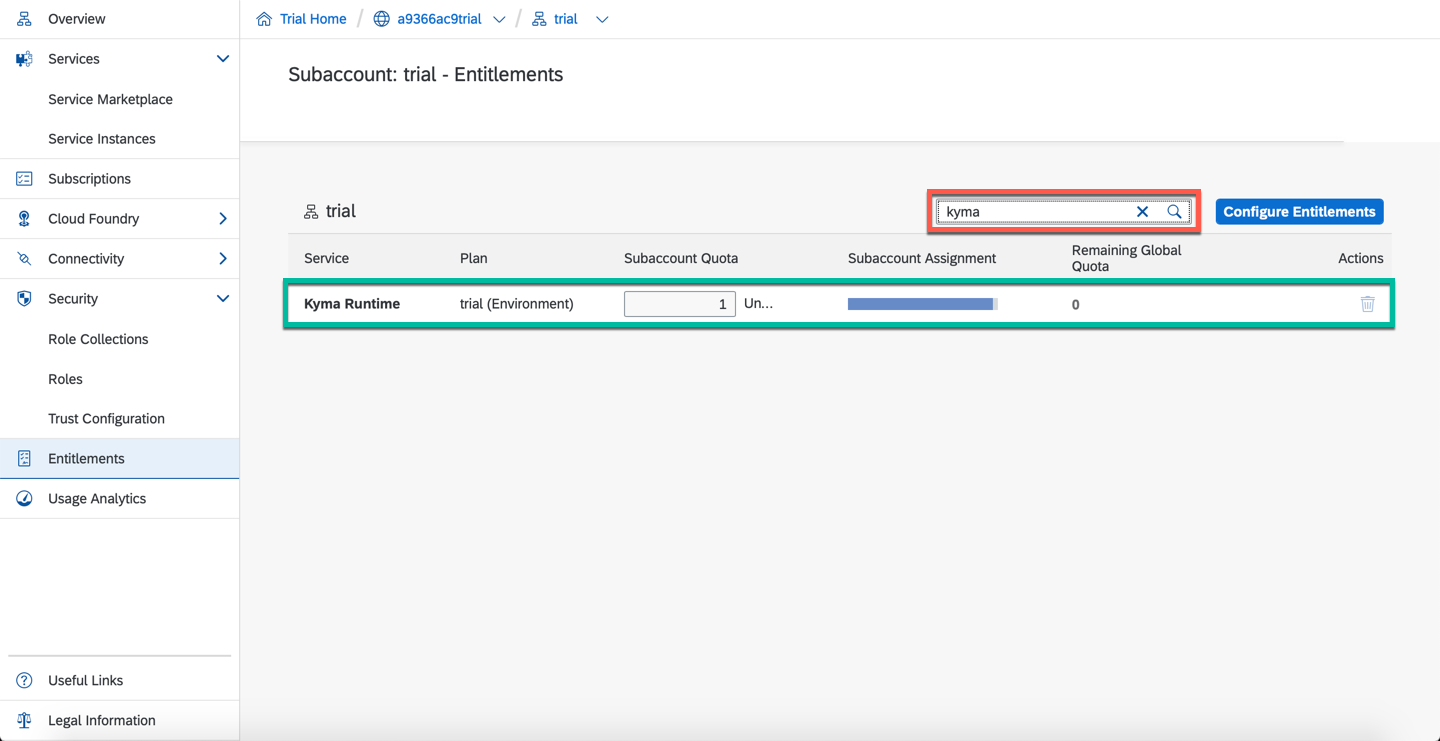 Overview
Services
Service Marketplace
Service Instances
Subscriptions
Cloud Foundry
Connectivity
Security
Role Collections
Roles
Trust Configuration
Entitlements
Usage Analytics
Useful Links
Legal Information
Trial Home / a9366ac9trial / trial
Subaccount: trial - Entitlements
trial
kyma
Configure Entitlements
Service Plan Subaccount Quota Subaccount Assignment Remaining Global Quota Actions
Kyma Runtime trial (Environment) 1 Un... 0